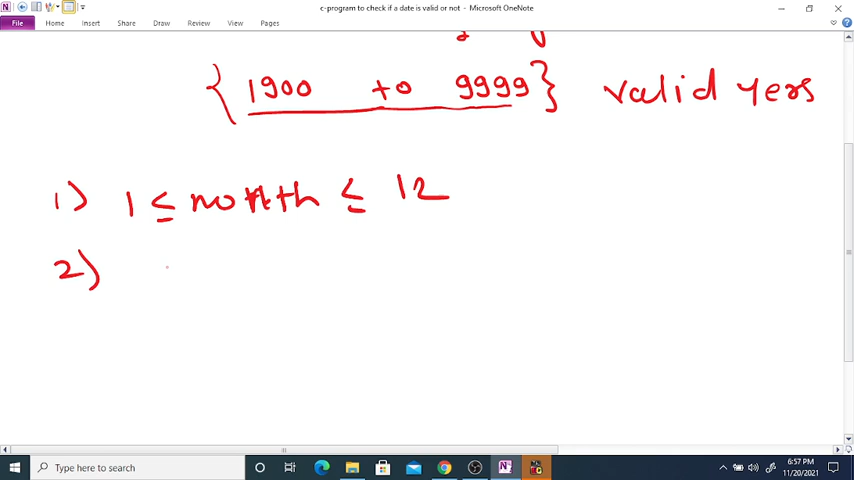 c-program to check if a date is valid or not - Microsoft OneNote
File Home Insert Share Draw Review View Pages
{1900 to 9999} valid yers
1) 1 ≤ month ≤ 12
2)
Type here to search
6:57 PM
11/20/2021